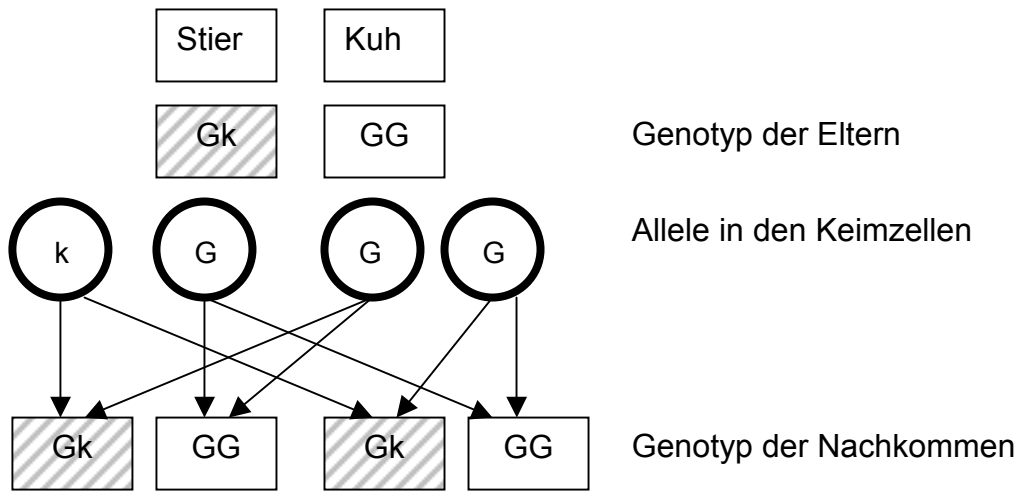 Stier Kuh
Gk GG Genotyp der Eltern
k G G G Allele in den Keimzellen
Gk GG Gk GG Genotyp der Nachkommen